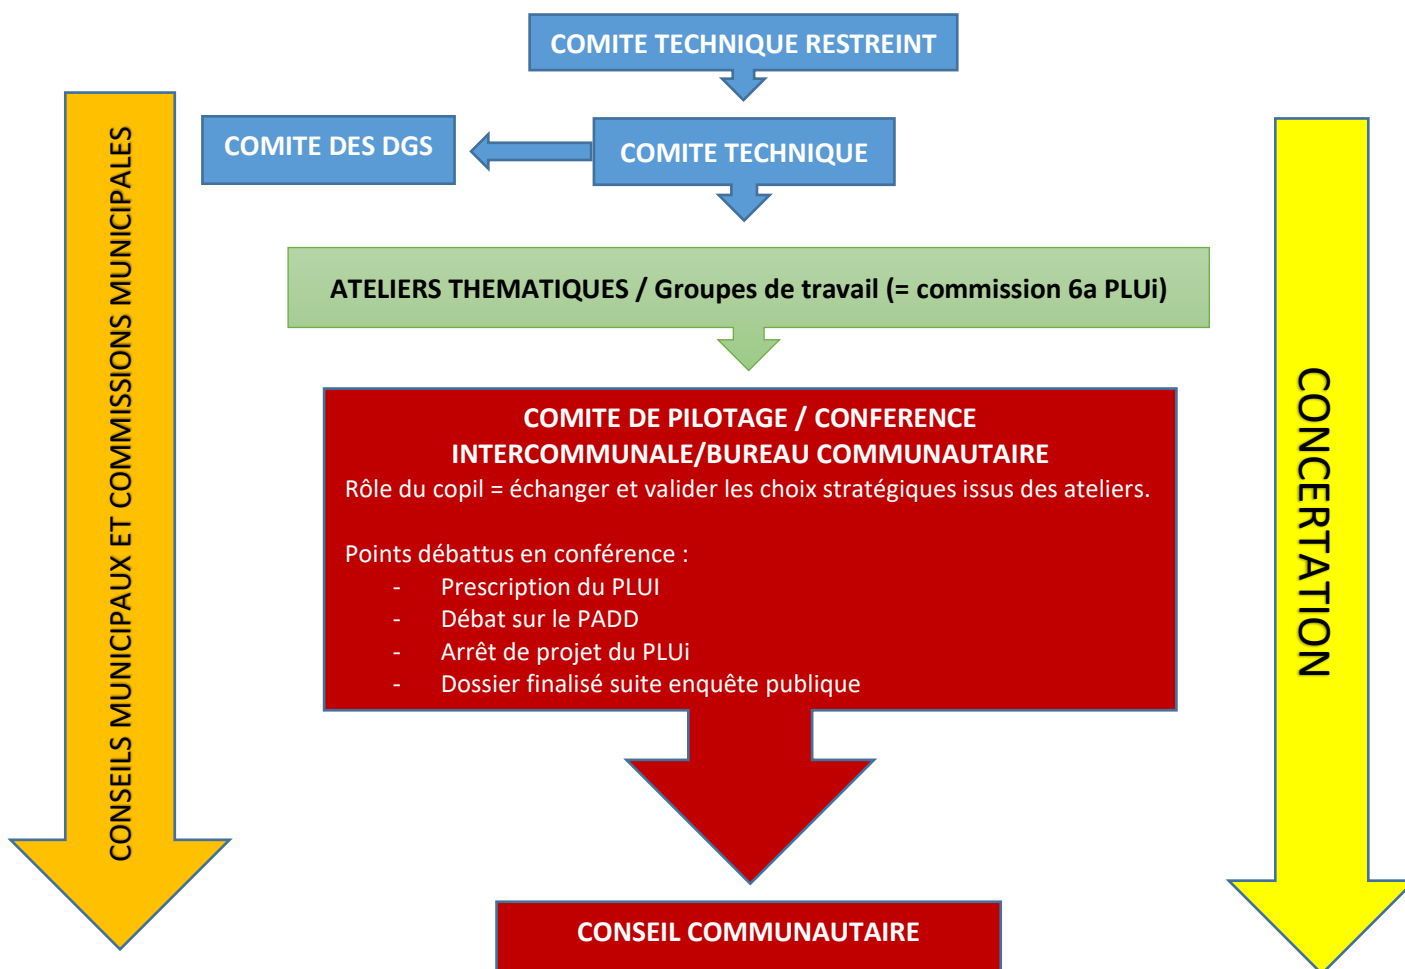 COMITE TECHNIQUE RESTREINT
COMITE DES DGS
COMITE TECHNIQUE
CONSEILS MUNICIPAUX ET COMMISSIONS MUNICIPALES
ATELIERS THEMATIQUES / Groupes de travail (= commission 6a PLUi)
COMITE DE PILOTAGE / CONFERENCE
INTERCOMMUNALE/BUREAU COMMUNAUTAIRE
Rôle du copil = échanger et valider les choix stratégiques issus des ateliers.
Points débattus en conférence :
- Prescription du PLUI
- Débat sur le PADD
- Arrêt de projet du PLUi
- Dossier finalisé suite enquête publique
CONCERTATION
CONSEIL COMMUNAUTAIRE